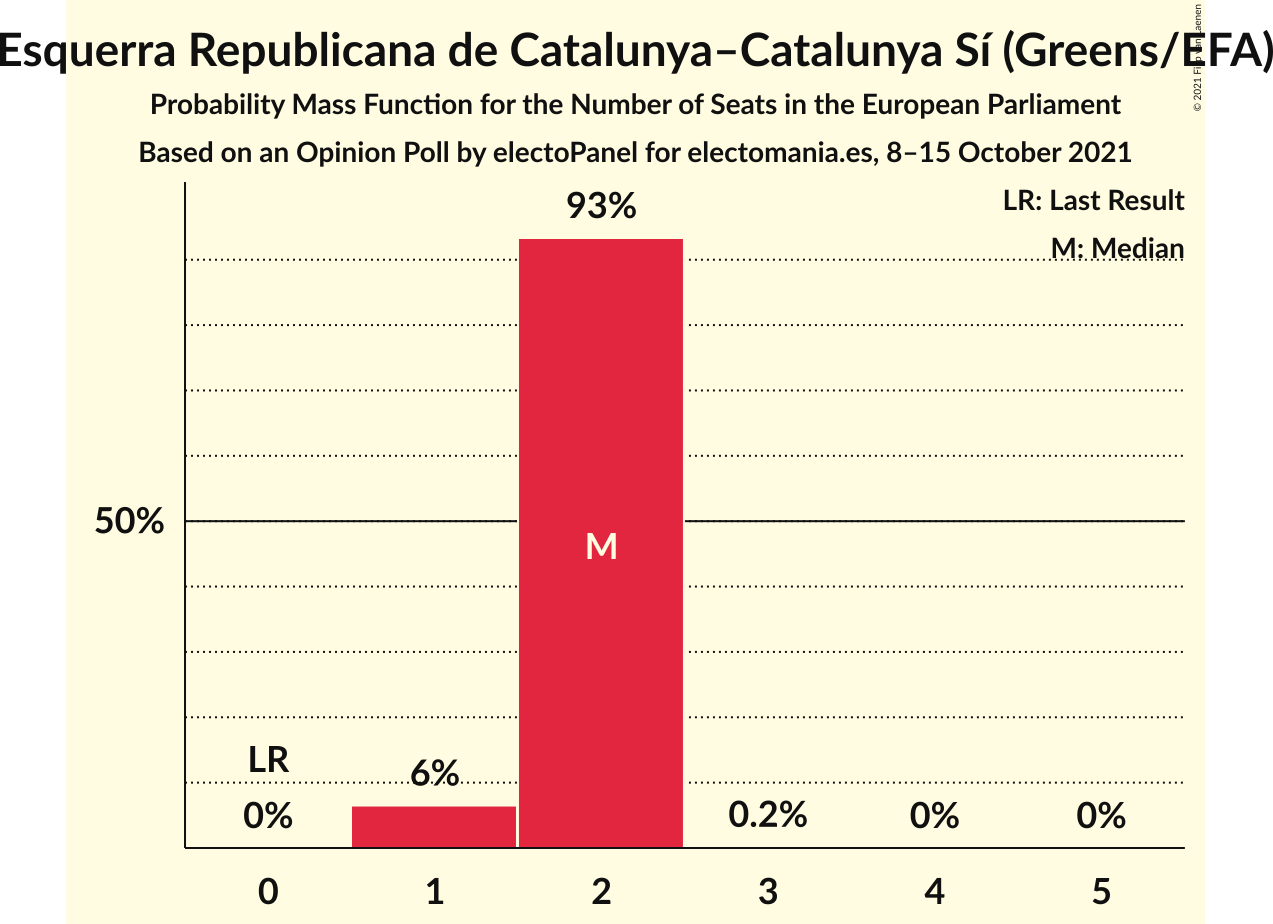 Esquerra Republicana de Catalunya–Catalunya Sí (Greens/EFA)
Probability Mass Function for the Number of Seats in the European Parliament
Based on an Opinion Poll by electoPanel for electomania.es, 8–15 October 2021
© 2021
LR: Last Result
M: Median
93%
50%
M
LR
6%
0%
0.2%
0%
0%
0
1
2
3
4
5